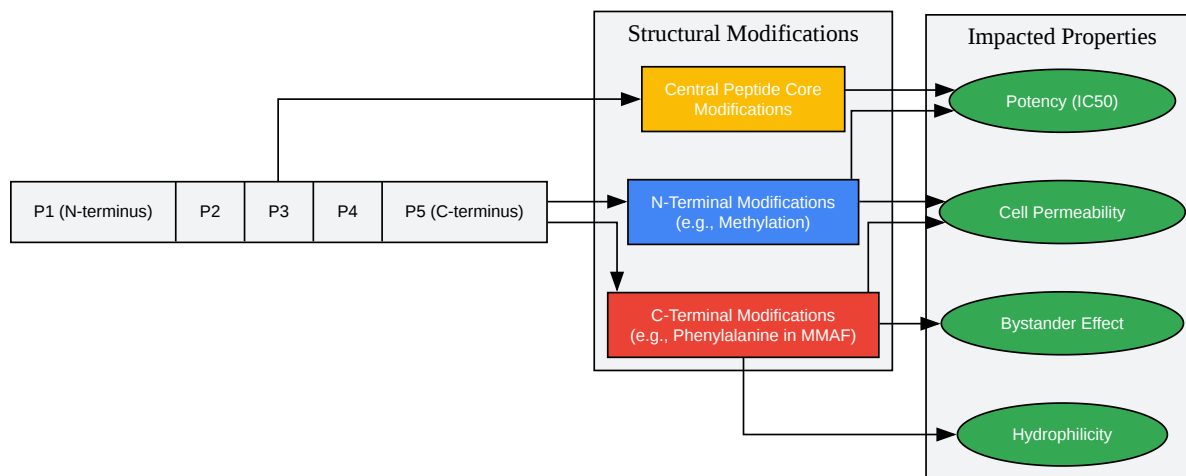 Structural Modifications
Impacted Properties
Central Peptide Core
Modifications
Potency (IC50)
P1 (N-terminus)
P2
P3
P4
P5 (C-terminus)
N-Terminal Modifications
(e.g., Methylation)
Cell Permeability
C-Terminal Modifications
(e.g., Phenylalanine in MMAF)
Bystander Effect
Hydrophilicity